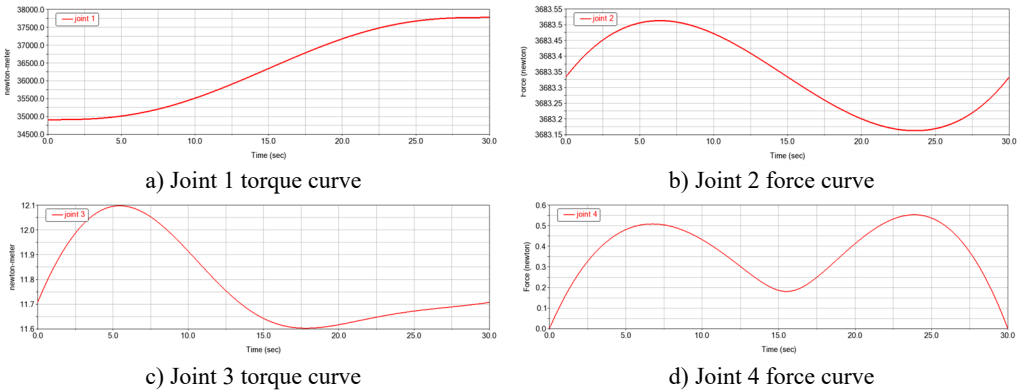 joint 1
newton-meter
38000.0
37500.0
37000.0
36500.0
36000.0
35500.0
35000.0
34500.0
0.0 5.0 10.0 15.0 20.0 25.0 30.0
Time (sec)
a) Joint 1 torque curve
joint 2
Force (newton)
3683.55
3683.5
3683.45
3683.4
3683.35
3683.3
3683.25
3683.2
3683.15
0.0 5.0 10.0 15.0 20.0 25.0 30.0
Time (sec)
b) Joint 2 force curve
joint 3
newton-meter
12.1
12.0
11.9
11.8
11.7
11.6
0.0 5.0 10.0 15.0 20.0 25.0 30.0
Time (sec)
c) Joint 3 torque curve
joint 4
Force (newton)
0.6
0.5
0.4
0.3
0.2
0.1
0.0
0.0 5.0 10.0 15.0 20.0 25.0 30.0
Time (sec)
d) Joint 4 force curve